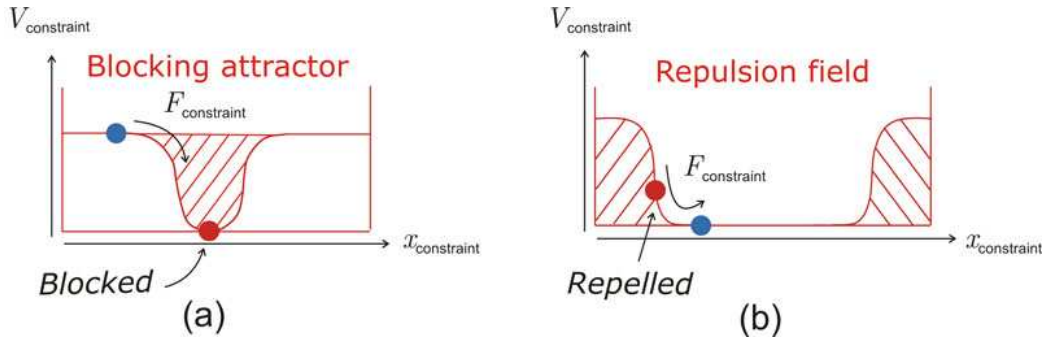 V_constraint
Blocking attractor
F_constraint
x_constraint
Blocked
(a)
V_constraint
Repulsion field
F_constraint
x_constraint
Repelled
(b)